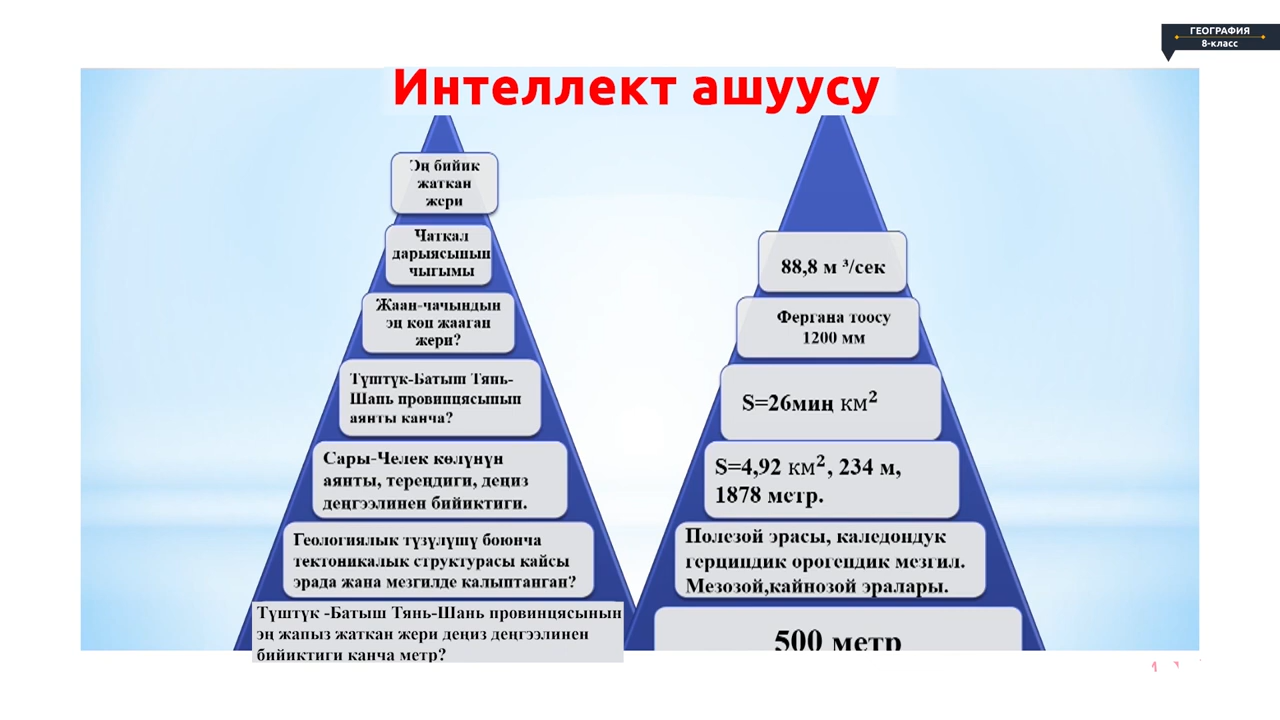 ГЕОГРАФИЯ
8-класс
Интеллект ашуусу
Эң бийик
жаткан
жери
Чаткал
дарыясынын
чыгымы
Жаан-чачындын
эң көп жааган
жери?
Түштүк-Батыш Тянь-
Шань провинцясынын
аянты канча?
Сары-Челек көлүнүн
аянты, тереңдиги, деңиз
деңгээлинен бийиктиги.
Геологиялык түзүлүшү боюнча
тектоникалык структурасы кайсы
эрада жана мезгилде калыптанган?
Түштүк -Батыш Тянь-Шань провинцясынын
эң жапыз жаткан жери деңиз деңгээлинен
бийиктиги канча метр?
88,8 м ³/сек
Фергана тоосу
1200 мм
S=26миң км²
S=4,92 км², 234 м,
1878 метр.
Полезой эрасы, каледондук
герциндик орогендик мезгил.
Мезозой,кайнозой эралары.
500 метр